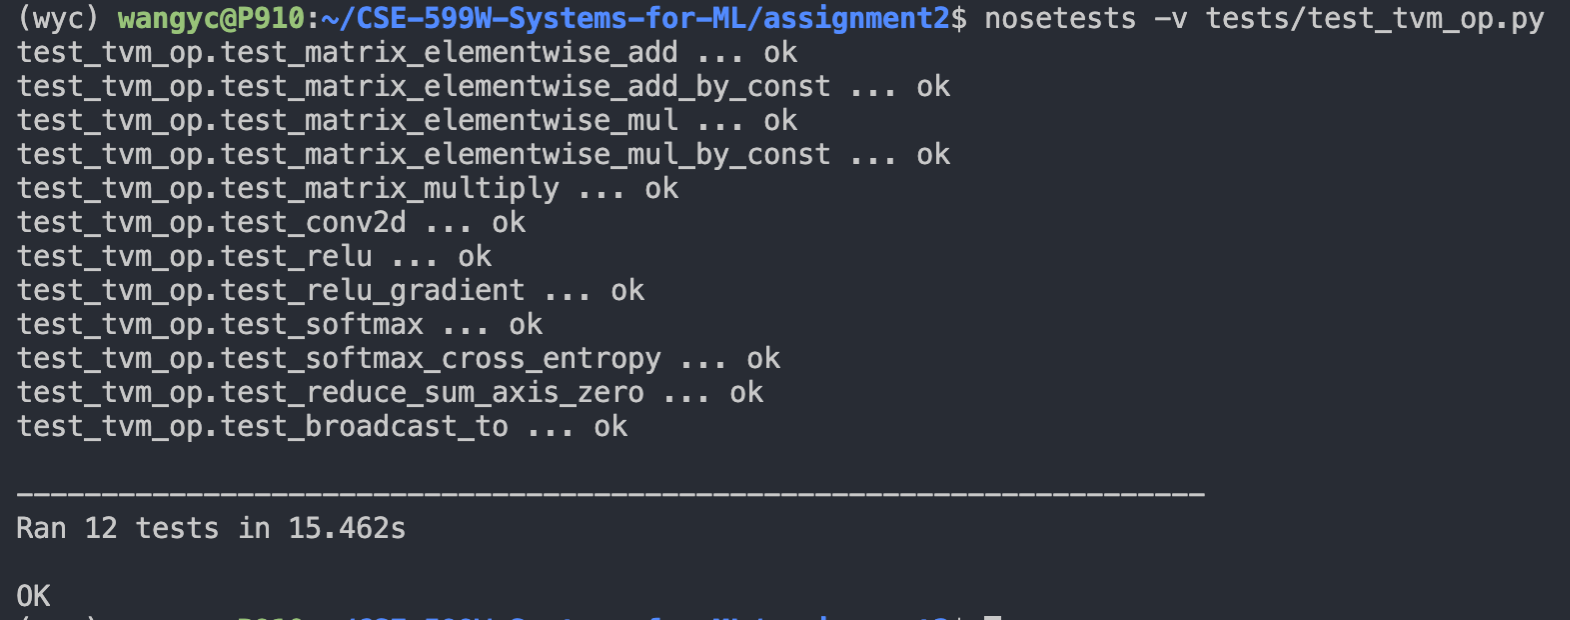 (wyc) wangyc@P910:~/CSE-599W-Systems-for-ML/assignment2$ nosetests -v tests/test_tvm_op.py
test_tvm_op.test_matrix_elementwise_add ... ok
test_tvm_op.test_matrix_elementwise_add_by_const ... ok
test_tvm_op.test_matrix_elementwise_mul ... ok
test_tvm_op.test_matrix_elementwise_mul_by_const ... ok
test_tvm_op.test_matrix_multiply ... ok
test_tvm_op.test_conv2d ... ok
test_tvm_op.test_relu ... ok
test_tvm_op.test_relu_gradient ... ok
test_tvm_op.test_softmax ... ok
test_tvm_op.test_softmax_cross_entropy ... ok
test_tvm_op.test_reduce_sum_axis_zero ... ok
test_tvm_op.test_broadcast_to ... ok
----------------------------------------------------------------------
Ran 12 tests in 15.462s
OK